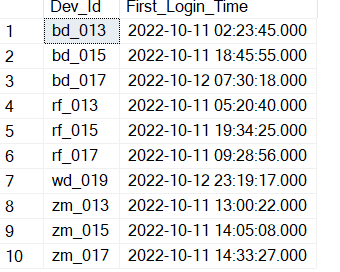 Dev_Id First_Login_Time
1 bd_013 2022-10-11 02:23:45.000
2 bd_015 2022-10-11 18:45:55.000
3 bd_017 2022-10-12 07:30:18.000
4 rf_013 2022-10-11 05:20:40.000
5 rf_015 2022-10-11 19:34:25.000
6 rf_017 2022-10-11 09:28:56.000
7 wd_019 2022-10-12 23:19:17.000
8 zm_013 2022-10-11 13:00:22.000
9 zm_015 2022-10-11 14:05:08.000
10 zm_017 2022-10-11 14:33:27.000